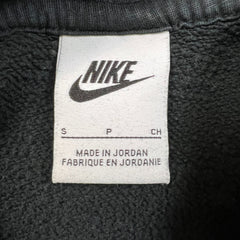 NIKE
S P CH
MADE IN JORDAN
FABRIQUE EN JORDANIE